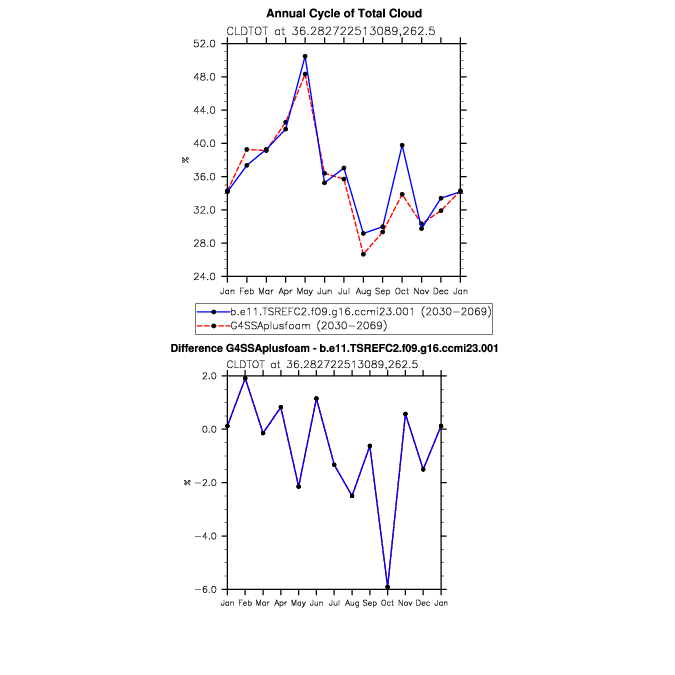 Annual Cycle of Total Cloud
CLDTOT at 36.282722513089,262.5
52.0
48.0
44.0
40.0
36.0
32.0
28.0
24.0
%
Jan Feb Mar Apr May Jun Jul Aug Sep Oct Nov Dec Jan
b.e11.TSREFC2.f09.g16.ccmi23.001 (2030-2069)
G4SSAplusfoam (2030-2069)
Difference G4SSAplusfoam - b.e11.TSREFC2.f09.g16.ccmi23.001
CLDTOT at 36.282722513089,262.5
2.0
0.0
-2.0
-4.0
-6.0
%
Jan Feb Mar Apr May Jun Jul Aug Sep Oct Nov Dec Jan